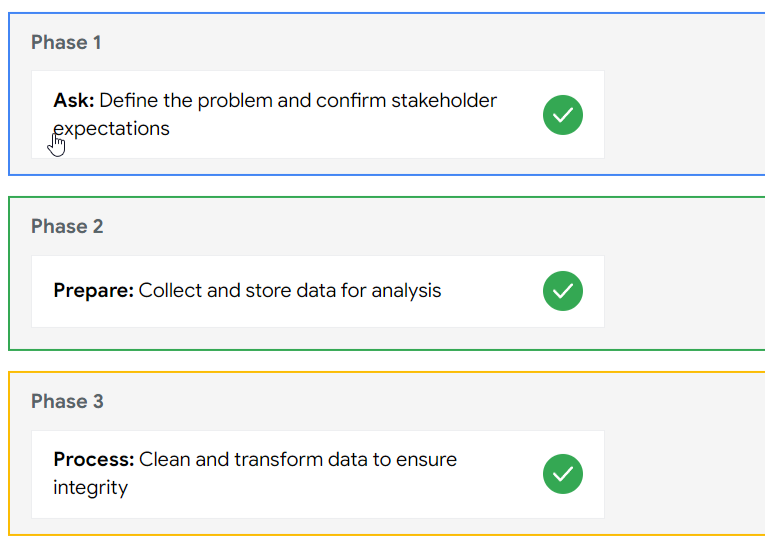 Phase 1
Ask: Define the problem and confirm stakeholder
expectations
Phase 2
Prepare: Collect and store data for analysis
Phase 3
Process: Clean and transform data to ensure
integrity